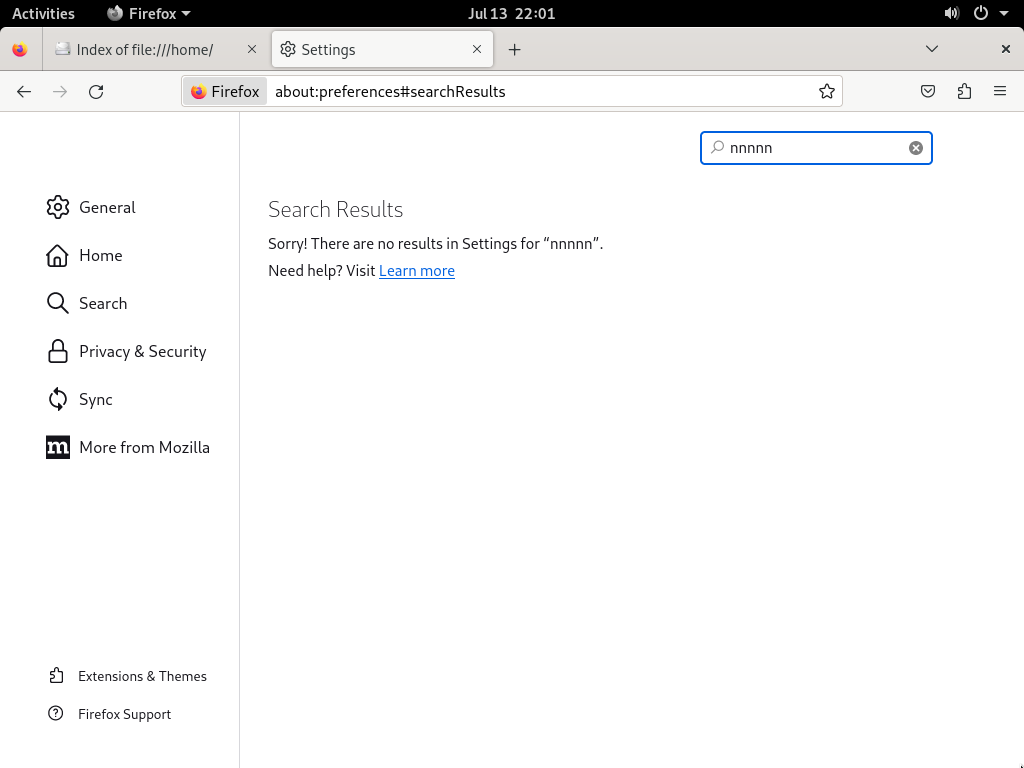 Activities
Firefox
Jul 13 22:01
Index of file:///home/
Settings
Firefox
about:preferences#searchResults
nnnnn
General
Home
Search
Privacy & Security
Sync
m More from Mozilla
Extensions & Themes
Firefox Support
Search Results
Sorry! There are no results in Settings for “nnnnn”.
Need help? Visit Learn more